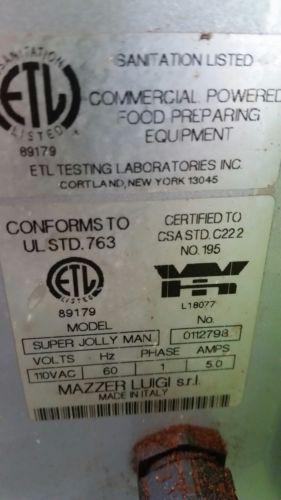 SANITATION
ETL
LISTED
89179
SANITATION LISTED
COMMERCIAL POWERED
FOOD PREPARING
EQUIPMENT
ETL TESTING LABORATORIES INC.
CORTLAND, NEW YORK 13045
CONFORMS TO
UL STD. 763
ETL
LISTED
89179
CERTIFIED TO
CSA STD. C22.2
NO. 195
L18077
MODEL No.
SUPER JOLLY MAN. 0112798
VOLTS Hz PHASE AMPS
110VAC 60 1 5.0
MAZZER LUIGI s.r.l.
MADE IN ITALY